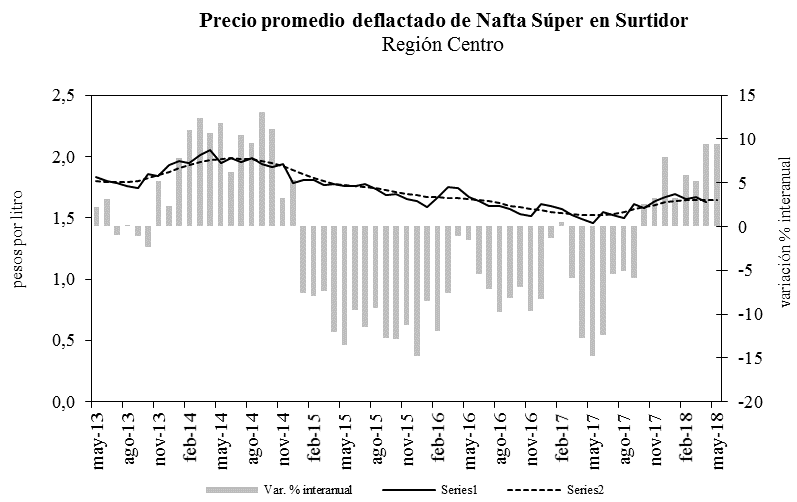 Precio promedio deflactado de Nafta Súper en Surtidor
Región Centro
2,5
2,0
1,5
1,0
0,5
0,0
pesos por litro
15
10
5
0
-5
-10
-15
-20
variación % interanual
may-13
ago-13
nov-13
feb-14
may-14
ago-14
nov-14
feb-15
may-15
ago-15
nov-15
feb-16
may-16
ago-16
nov-16
feb-17
may-17
ago-17
nov-17
feb-18
may-18
Var. % interanual Series1 Series2